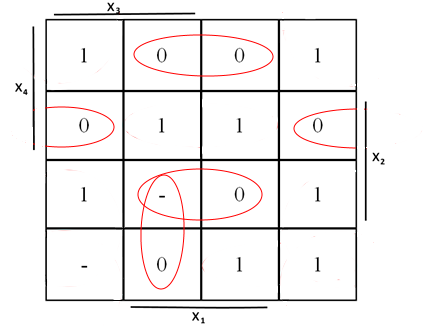 X₃
1 0 0 1
X₄
0 1 1 0
X₂
1 - 0 1
- 0 1 1
X₁